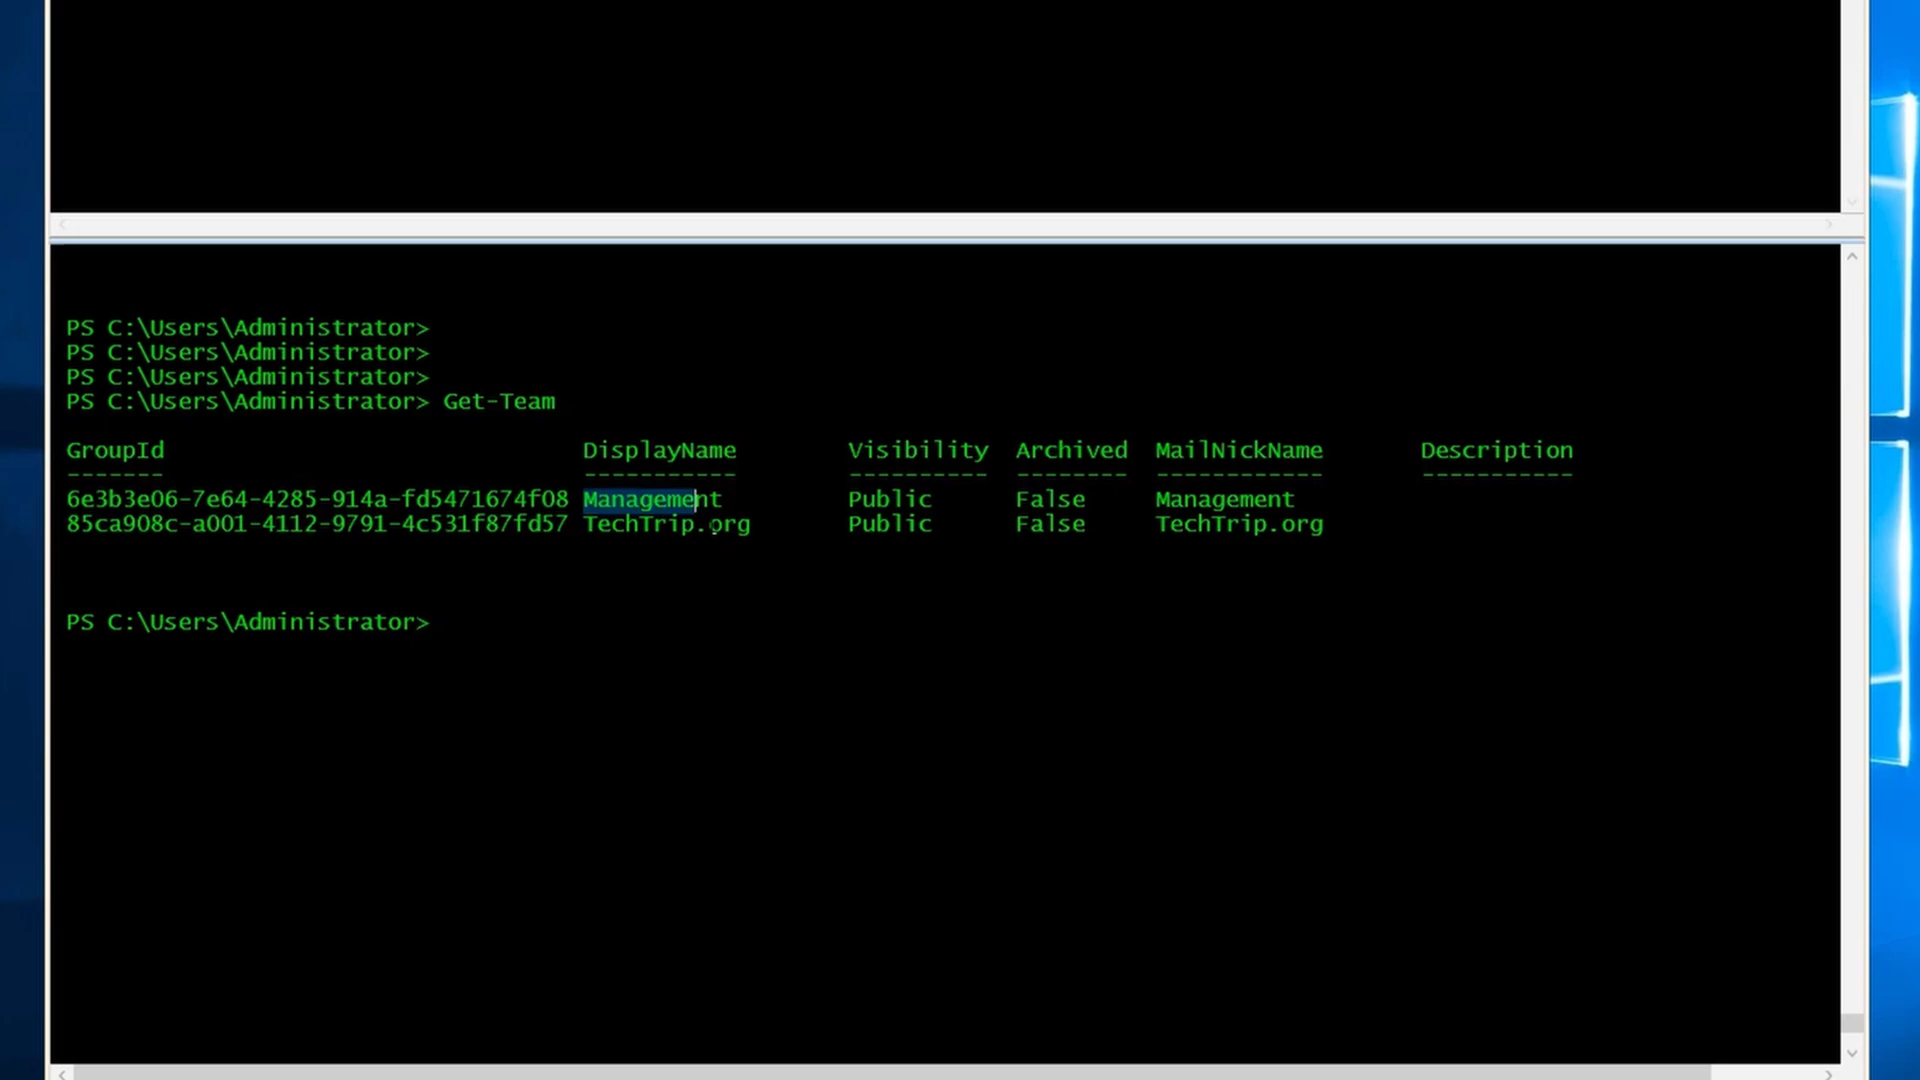 PS C:\Users\Administrator>
PS C:\Users\Administrator>
PS C:\Users\Administrator>
PS C:\Users\Administrator> Get-Team
GroupId DisplayName Visibility Archived MailNickName Description
------- ----------- ---------- -------- ------------ -----------
6e3b3e06-7e64-4285-914a-fd5471674f08 Management Public False Management
85ca908c-a001-4112-9791-4c531f87fd57 TechTrip.org Public False TechTrip.org
PS C:\Users\Administrator>